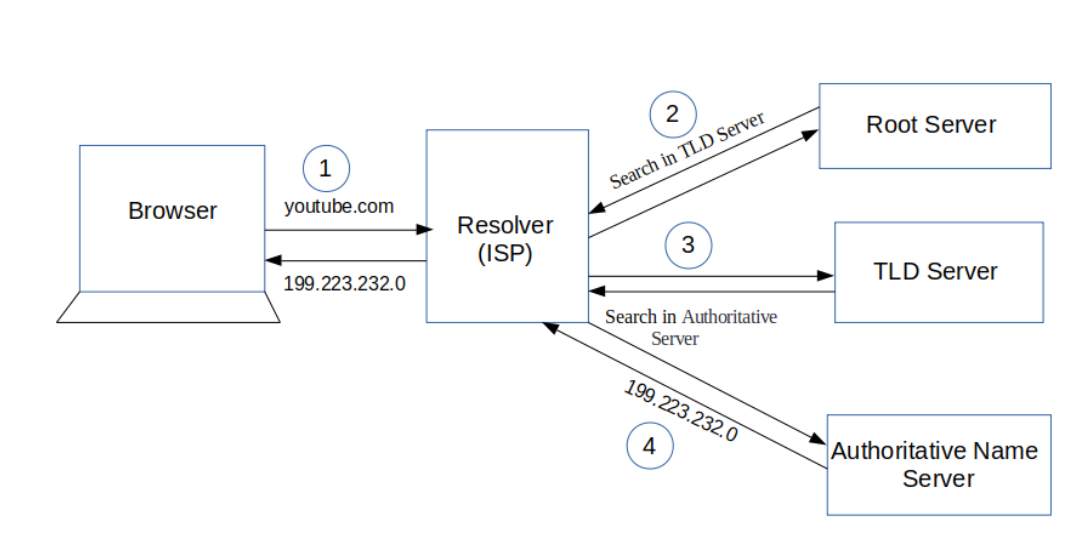 Browser
1
youtube.com
199.223.232.0
Resolver
(ISP)
2
Search in TLD Server
Root Server
3
TLD Server
Search in Authoritative
Server
199.223.232.0
4
Authoritative Name
Server